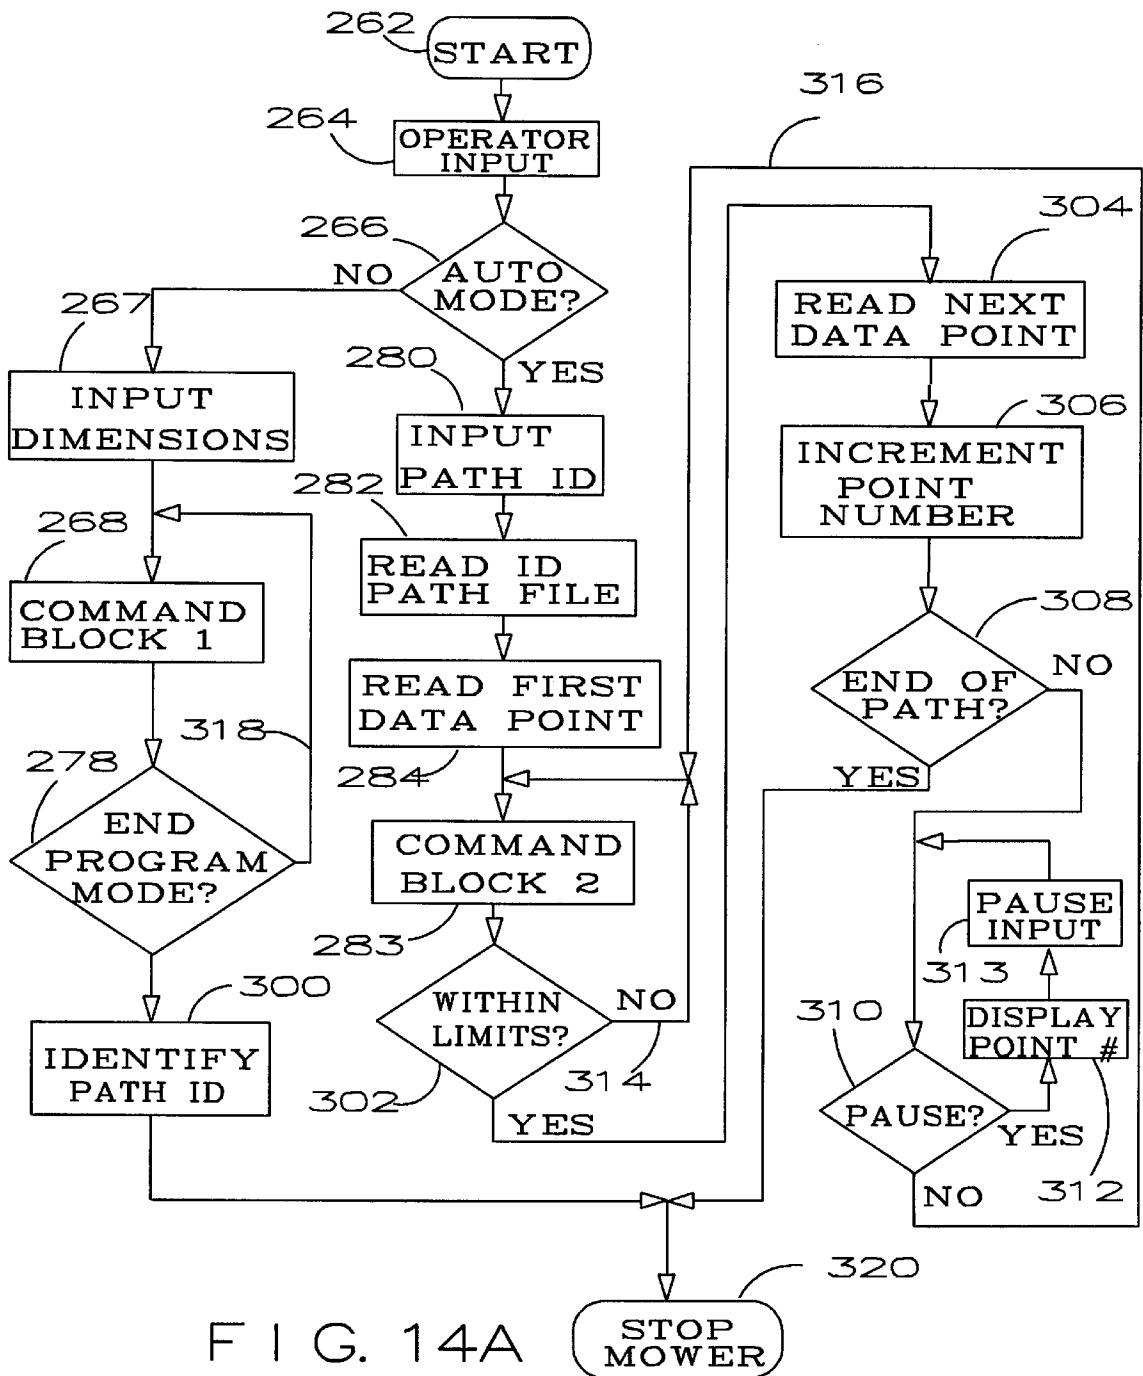 262
START
316
264
OPERATOR
INPUT
304
266
NO
AUTO
MODE?
READ NEXT
DATA POINT
267
280
YES
INPUT
DIMENSIONS
306
INPUT
PATH ID
INCREMENT
POINT
NUMBER
282
268
READ ID
PATH FILE
COMMAND
BLOCK 1
308
NO
END OF
PATH?
READ FIRST
DATA POINT
318
278
284
YES
END
PROGRAM
MODE?
COMMAND
BLOCK 2
PAUSE
INPUT
283
313
300
WITHIN
LIMITS?
NO
310
DISPLAY
POINT #
IDENTIFY
PATH ID
302
314
YES
PAUSE?
YES
312
NO
320
STOP
MOWER
FIG. 14A